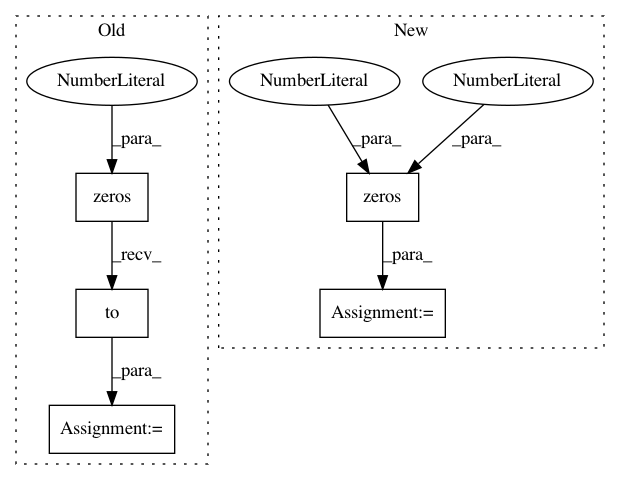 Old
New
NumberLiteral
NumberLiteral
NumberLiteral
_para_
_para_
_para_
zeros
zeros
_recv_
_para_
to
Assignment:=
_para_
Assignment:=